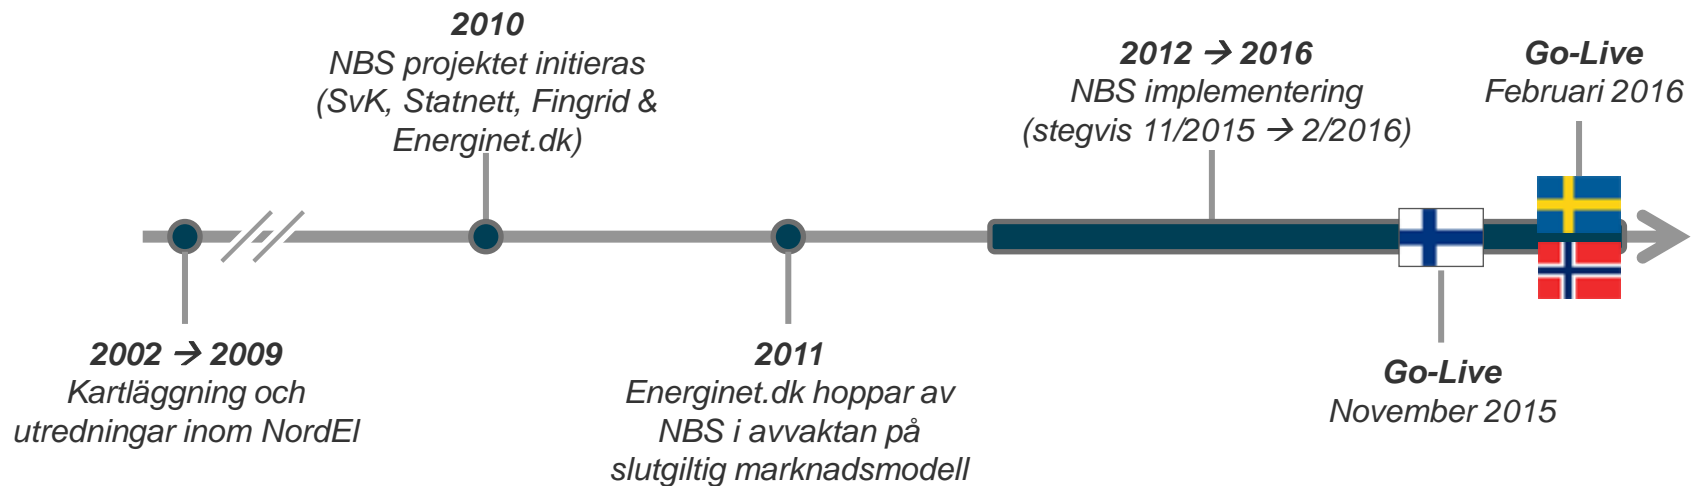 2010
NBS projektet initieras
(SvK, Statnett, Fingrid &
Energinet.dk)
2012 → 2016
NBS implementering
(stegvis 11/2015 → 2/2016)
Go-Live
Februari 2016
2002 → 2009
Kartläggning och
utredningar inom NordEl
2011
Energinet.dk hoppar av
NBS i avvaktan på
slutgiltig marknadsmodell
Go-Live
November 2015